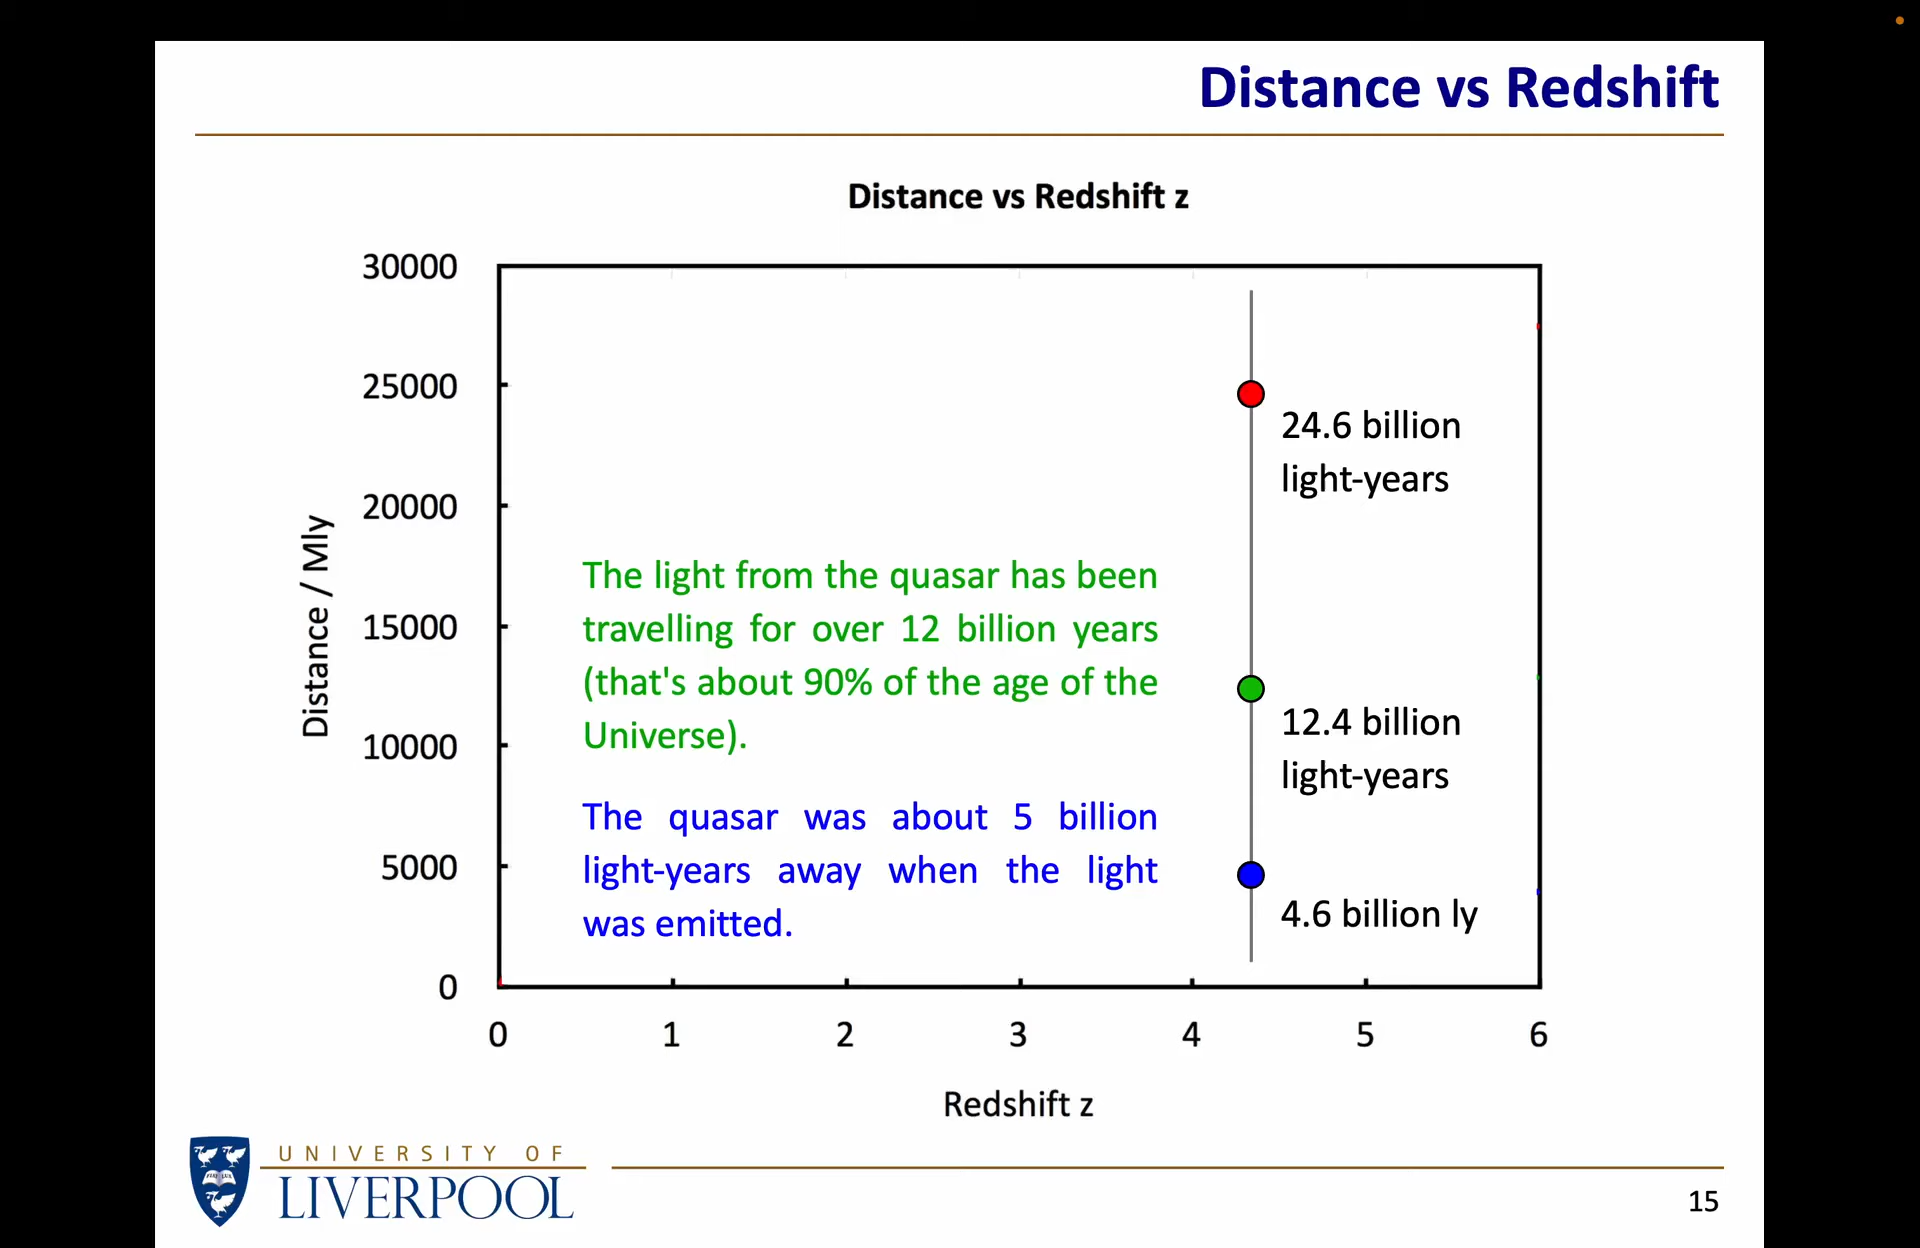 Distance vs Redshift
Distance vs Redshift z
30000
25000
20000
15000
10000
5000
0
Distance / Mly
24.6 billion
light-years
The light from the quasar has been
travelling for over 12 billion years
(that's about 90% of the age of the
Universe).
12.4 billion
light-years
The quasar was about 5 billion
light-years away when the light
was emitted.
4.6 billion ly
0 1 2 3 4 5 6
Redshift z
UNIVERSITY OF
LIVERPOOL
15